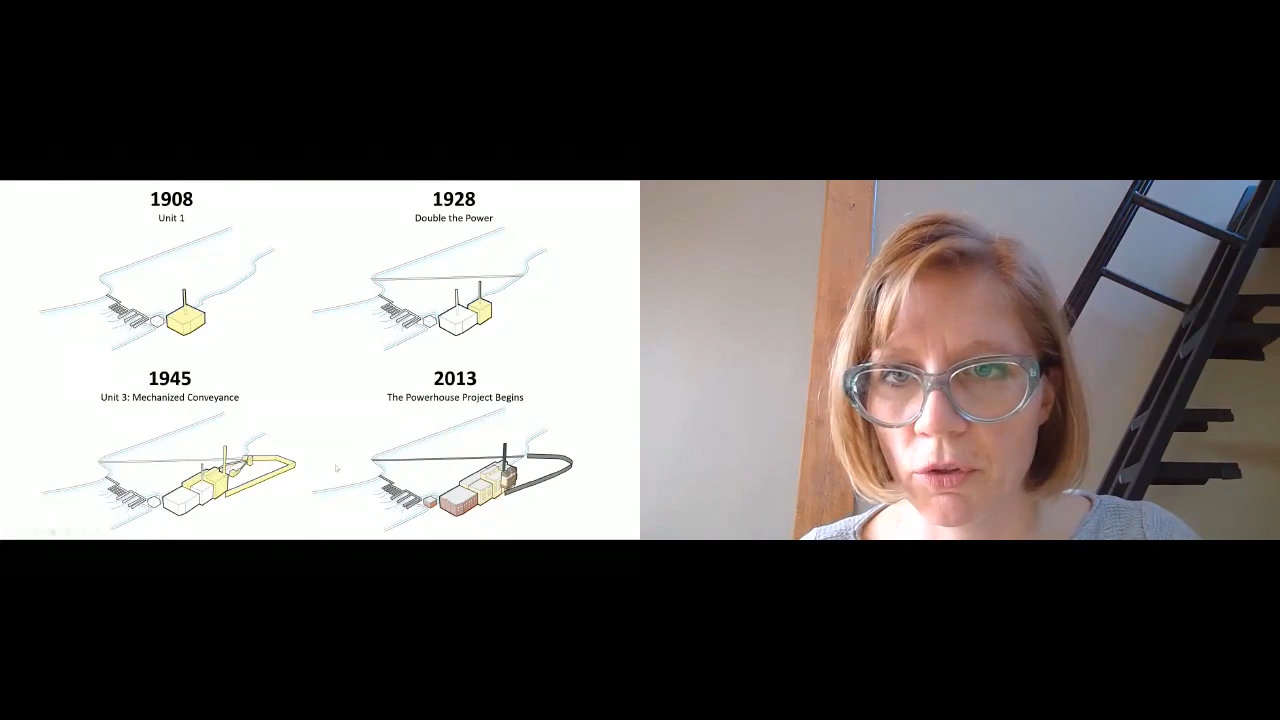 1908
Unit 1
1928
Double the Power
1945
Unit 3: Mechanized Conveyance
2013
The Powerhouse Project Begins